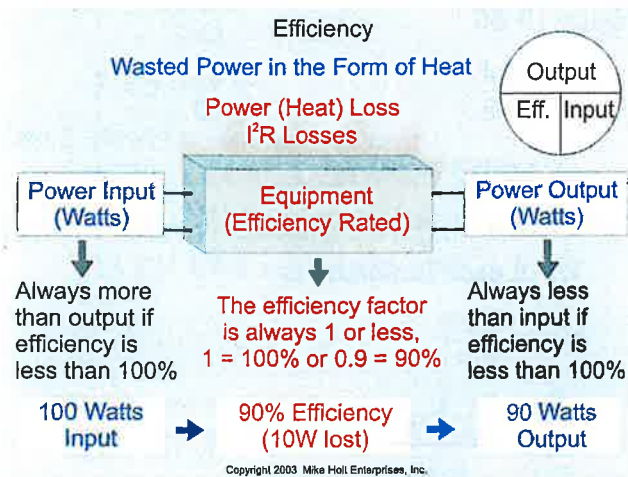 Efficiency
Wasted Power in the Form of Heat
Output
Eff. Input
Power (Heat) Loss
I²R Losses
Power Input
(Watts)
Equipment
(Efficiency Rated)
Power Output
(Watts)
Always more
than output if
efficiency is
less than 100%
The efficiency factor
is always 1 or less,
1 = 100% or 0.9 = 90%
Always less
than input if
efficiency is
less than 100%
100 Watts
Input
90% Efficiency
(10W lost)
90 Watts
Output
Copyright 2003 Mike Holt Enterprises, Inc.